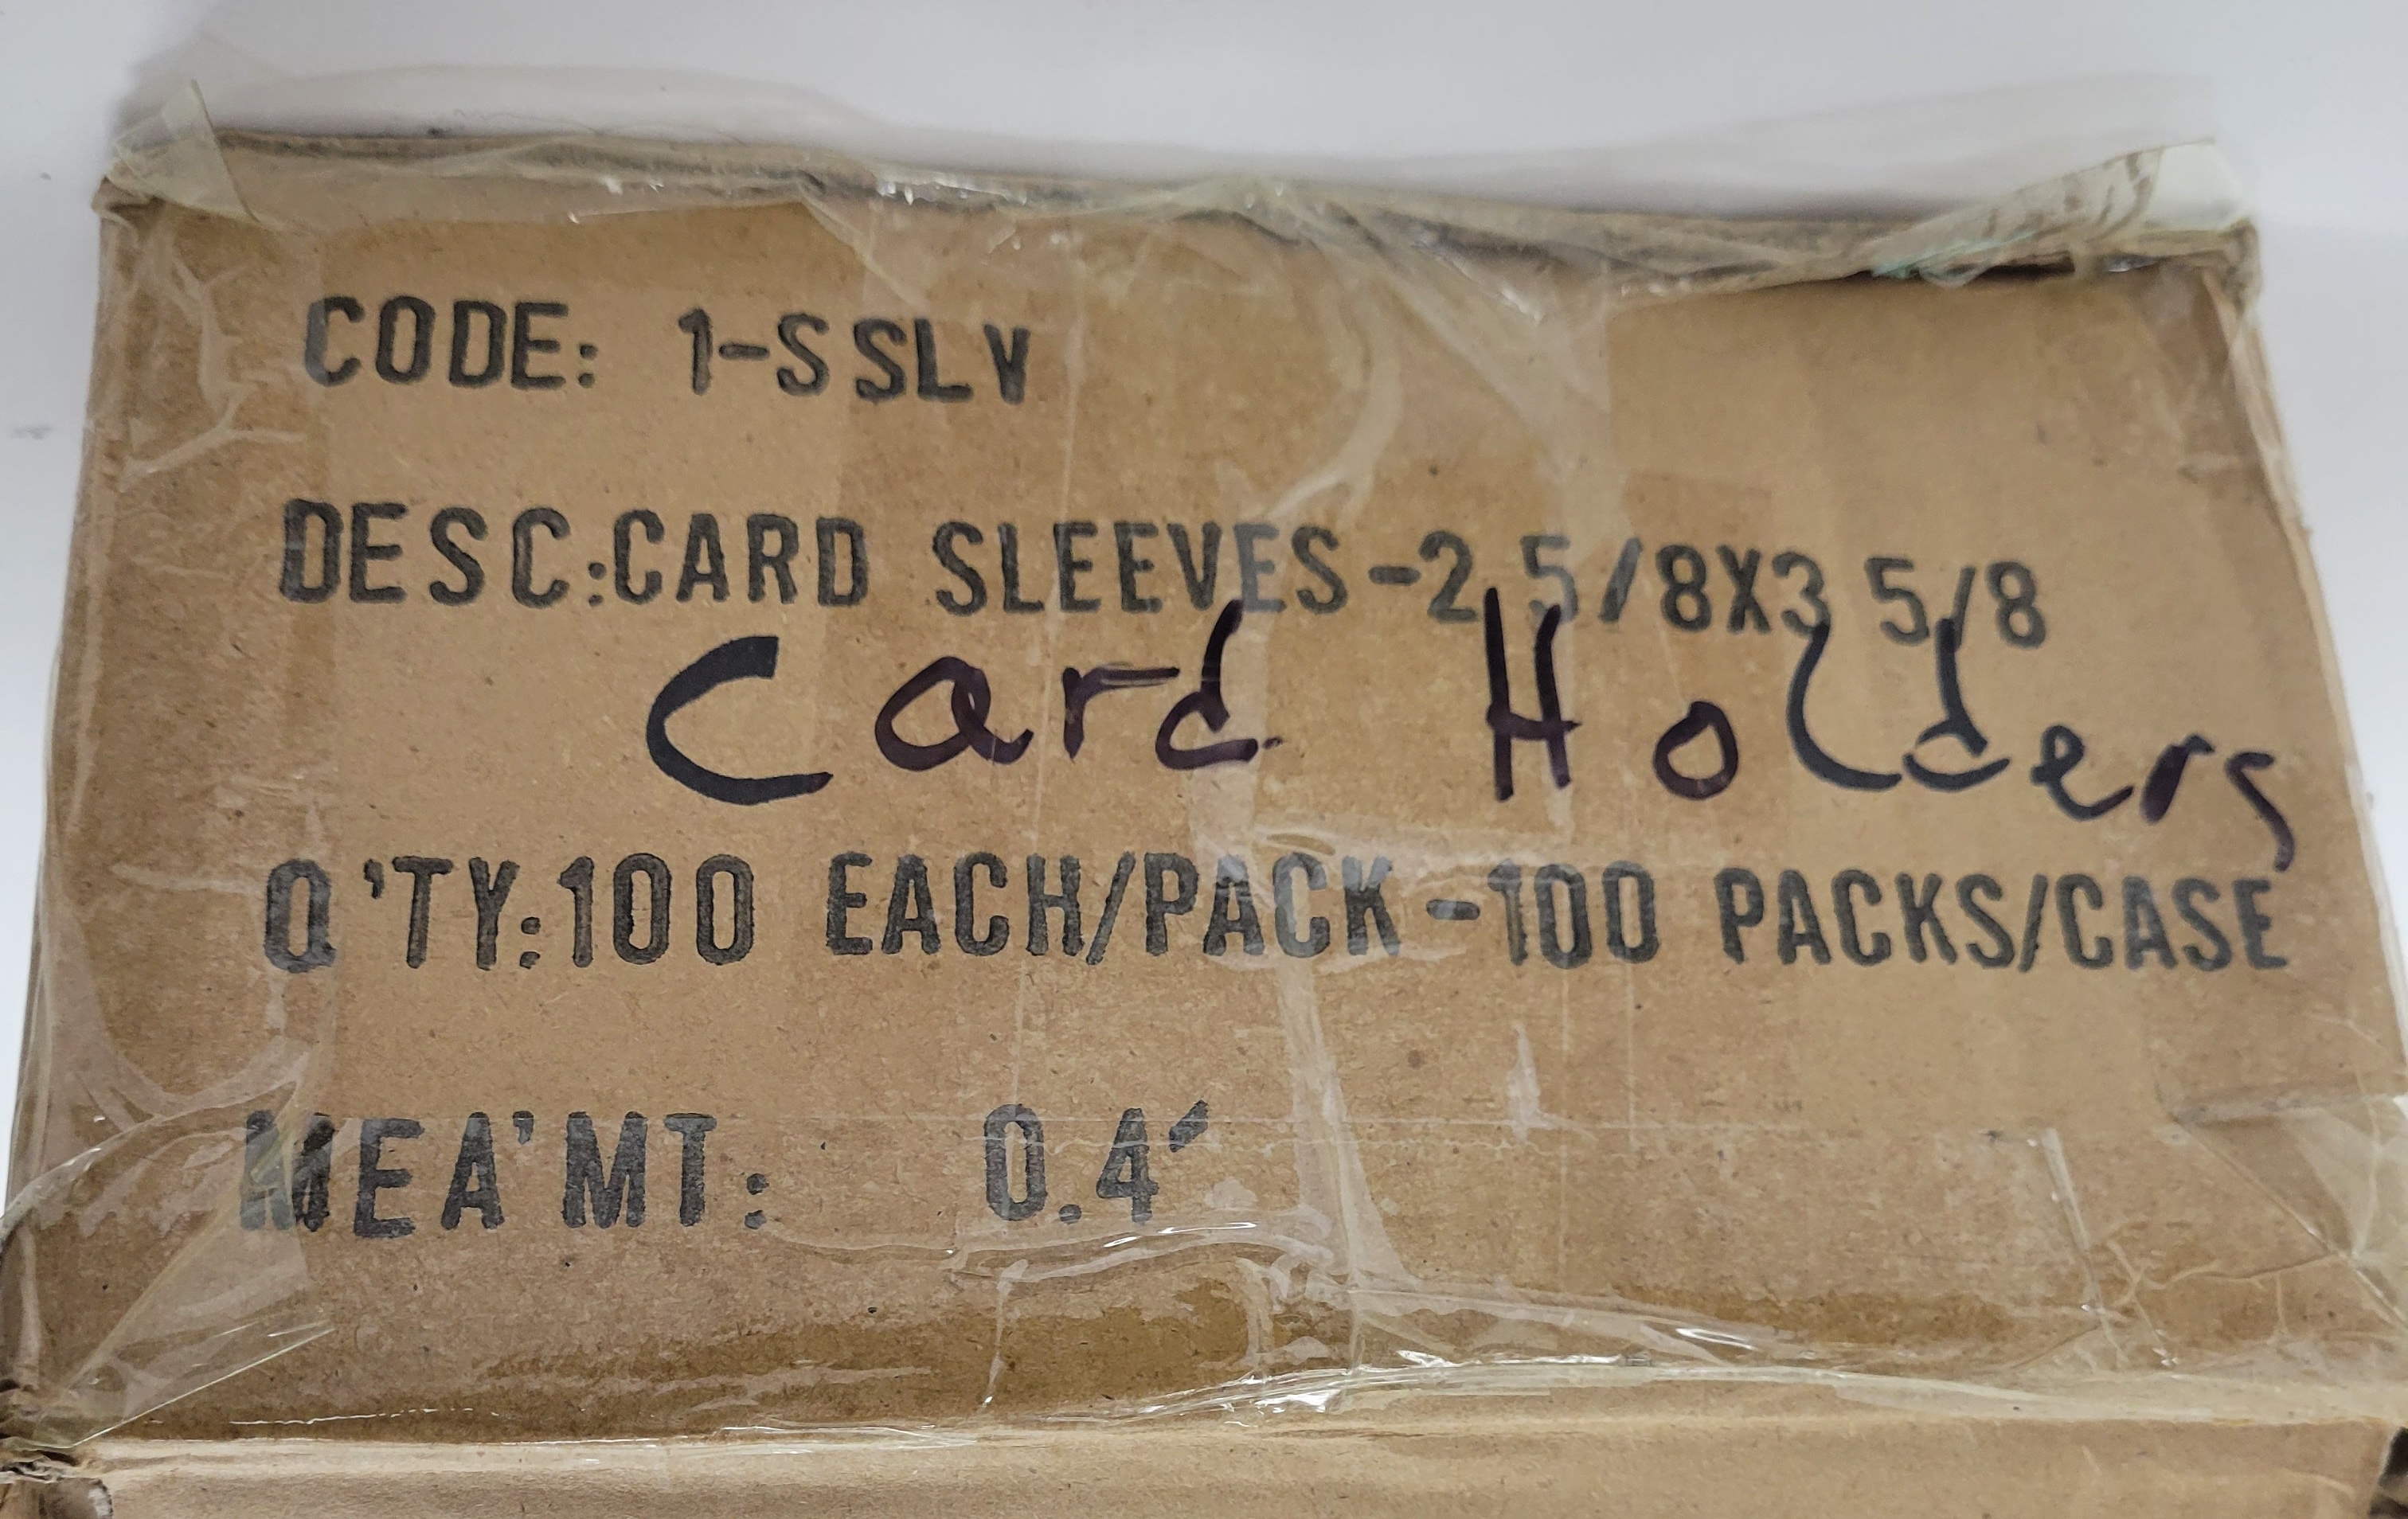 CODE: 1-SSLV
DESC:CARD SLEEVES-2 5/8X3 5/8
Card Holders
Q'TY:100 EACH/PACK-100 PACKS/CASE
MEA'MT: 0.4'